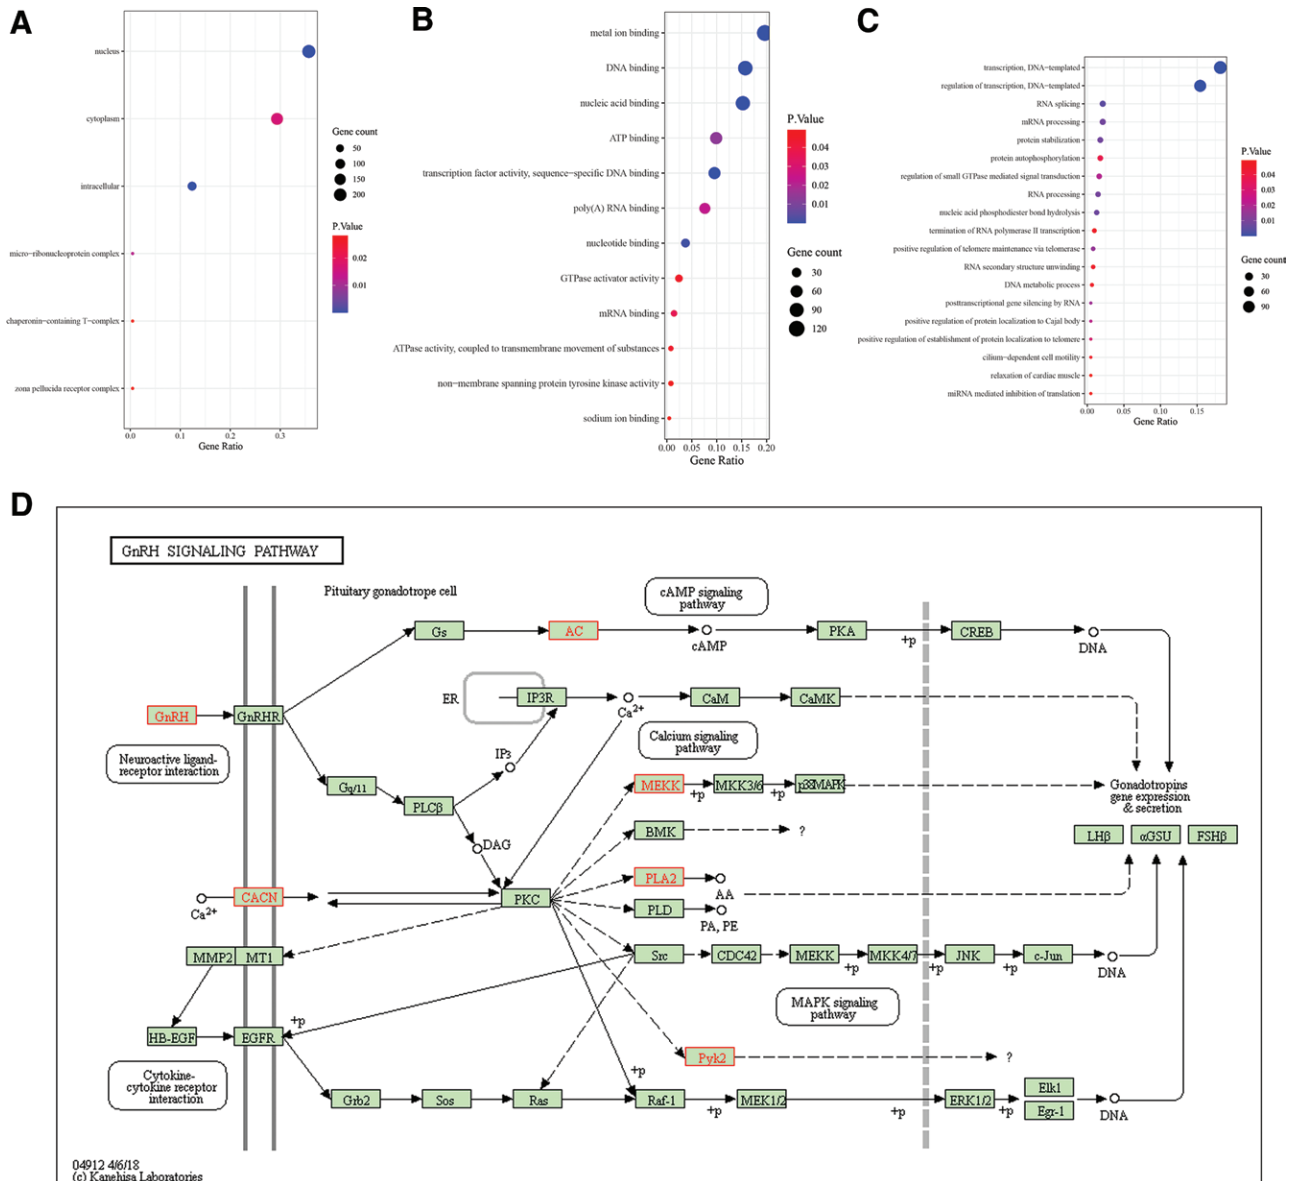 A
nucleus
cytoplasm
intracellular
micro-ribonucleoprotein complex
chaperonin-containing T-complex
zona pellucida receptor complex
0.0 0.1 0.2 0.3
Gene Ratio
Gene count
50
100
150
200
P.Value
0.02
0.01
B
metal ion binding
DNA binding
nucleic acid binding
ATP binding
transcription factor activity, sequence-specific DNA binding
poly(A) RNA binding
nucleotide binding
GTPase activator activity
mRNA binding
ATPase activity, coupled to transmembrane movement of substances
non-membrane spanning protein tyrosine kinase activity
sodium ion binding
0.00 0.05 0.10 0.15 0.20
Gene Ratio
P.Value
0.04
0.03
0.02
0.01
Gene count
30
60
90
120
C
transcription, DNA-templated
regulation of transcription, DNA-templated
RNA splicing
mRNA processing
protein stabilization
protein autophosphorylation
regulation of small GTPase mediated signal transduction
RNA processing
nucleic acid phosphodiester bond hydrolysis
termination of RNA polymerase II transcription
positive regulation of telomere maintenance via telomerase
RNA secondary structure unwinding
DNA metabolic process
posttranscriptional gene silencing by RNA
positive regulation of protein localization to Cajal body
positive regulation of establishment of protein localization to telomere
cilium-dependent cell motility
relaxation of cardiac muscle
miRNA mediated inhibition of translation
0.00 0.05 0.10 0.15
Gene Ratio
P.Value
0.04
0.03
0.02
0.01
Gene count
30
60
90
D
GnRH SIGNALING PATHWAY
Pituitary gonadotrope cell
cAMP signaling
pathway
Gs AC cAMP PKA +p CREB DNA
ER IP3R Ca2+ CaM CaMK
GnRH GnRHR
Calcium signaling
pathway
Neuroactive ligand-
receptor interaction
IP3
Gq/11 PLCβ
MEKK +p MKK3/6 +p p38MAPK
Gonadotropins
gene expression
& secretion
BMK ?
LHβ αGSU FSHβ
DAG
PLA2 AA
Ca2+ CACN PKC
PLD PA, PE
MMP2 MT1
Src CDC42 MEKK +p MKK4/7 +p JNK +p c-Jun DNA
MAPK signaling
pathway
HB-EGF EGFR +p
Pyk2 ?
Cytokine-
cytokine receptor
interaction
+p
Grb2 Sos Ras Raf-1 +p MEK1/2 +p ERK1/2 +p Elk1
Egr-1 DNA
04912 4/6/18
(c) Kanehisa Laboratories